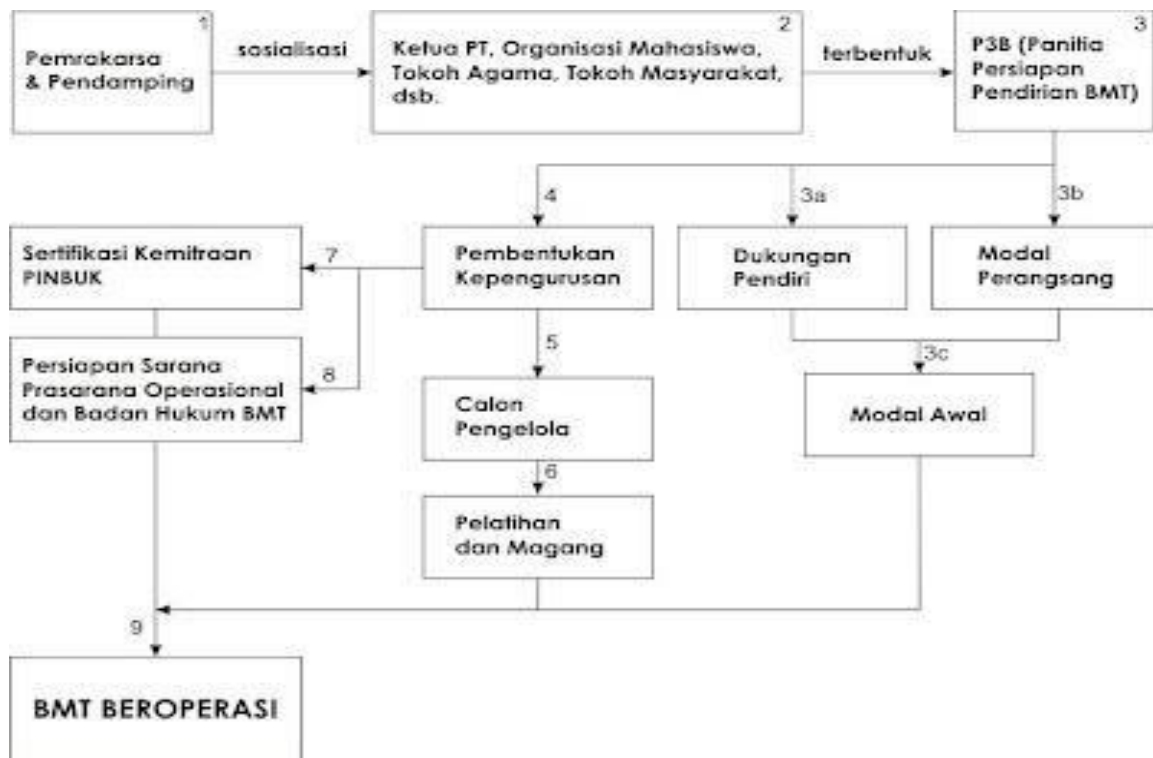 1
Pemrakarsa
& Pendamping
sosialisasi
2
Ketua PT, Organisasi Mahasiswa,
Tokoh Agama, Tokoh Masyarakat,
dsb.
terbentuk
3
P3B (Panitia
Persiapan
Pendirian BMT)
4
3a
3b
Sertifikasi Kemitraan
PINBUK
7
Pembentukan
Kepengurusan
Dukungan
Pendiri
Modal
Perangsang
Persiapan Sarana
Prasarana Operasional
dan Badan Hukum BMT
8
5
3c
Calon
Pengelola
Modal Awal
6
Pelatihan
dan Magang
9
BMT BEROPERASI